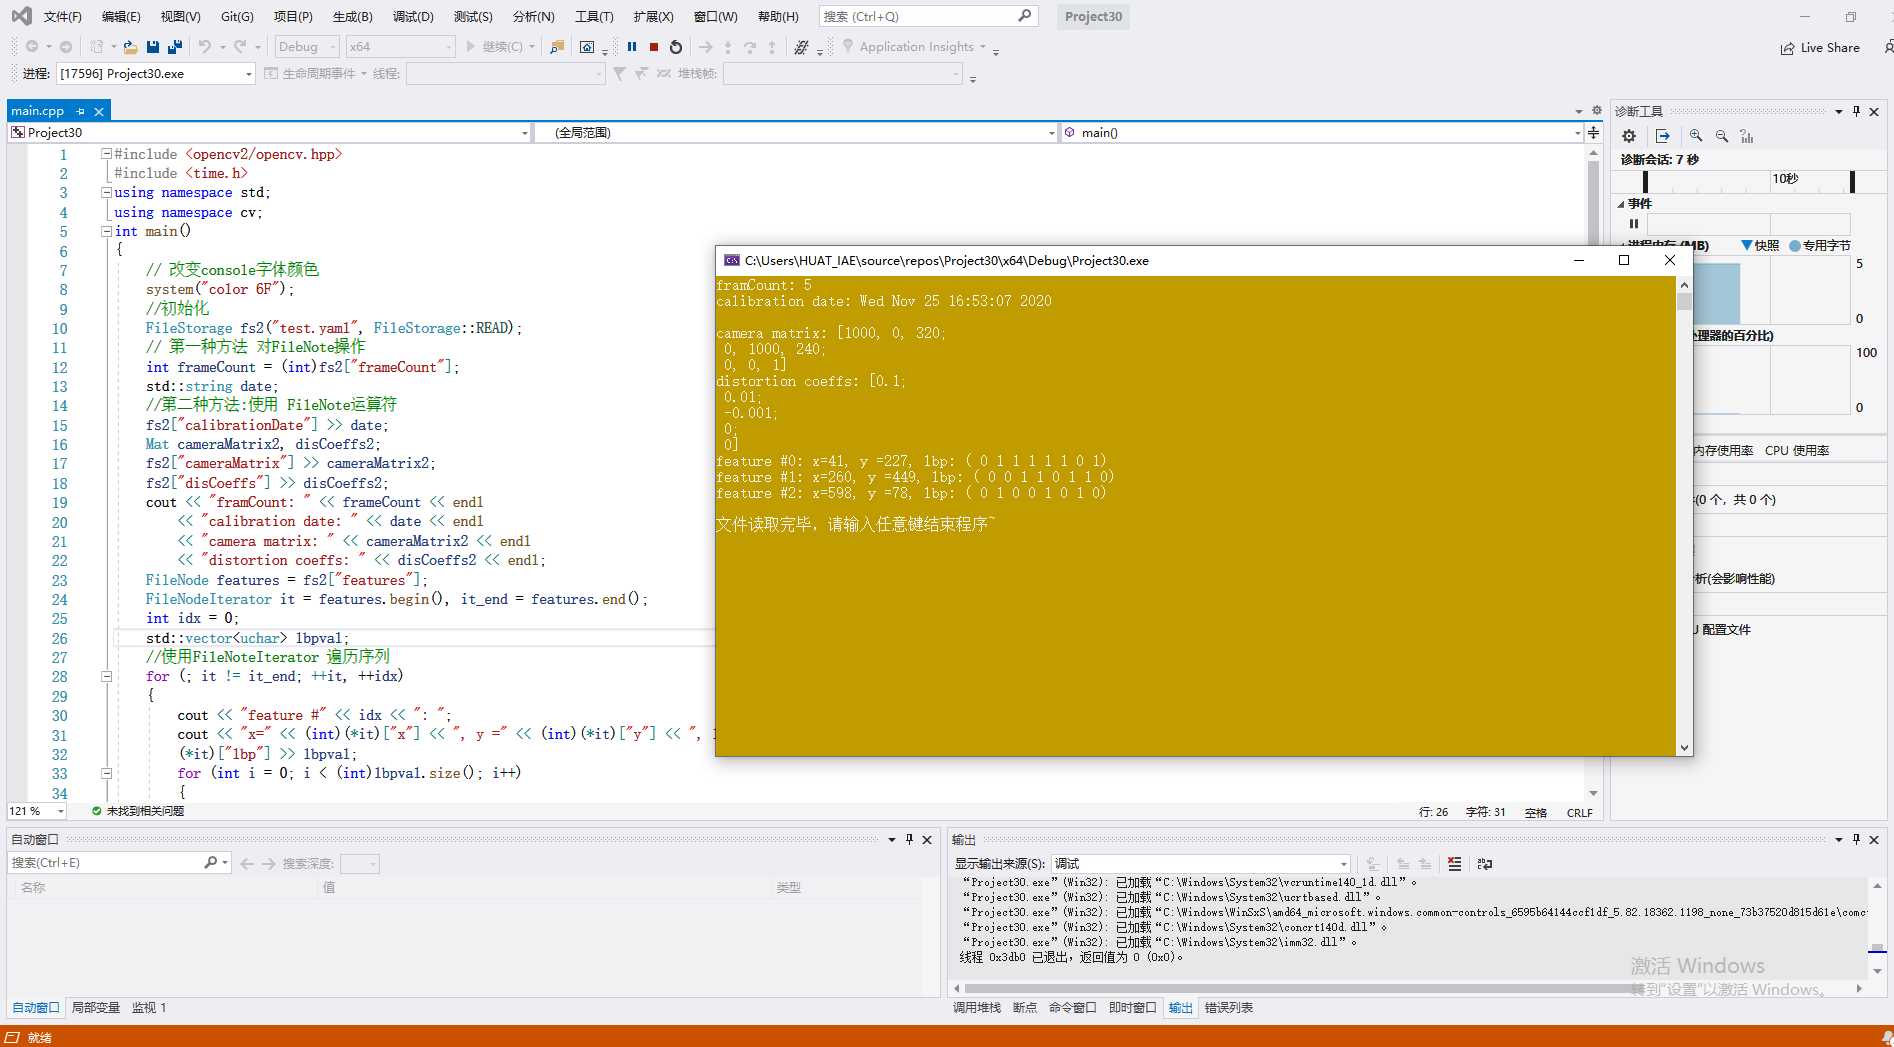 文件(F) 编辑(E) 视图(V) Git(G) 项目(P) 生成(B) 调试(D) 测试(S) 分析(N) 工具(T) 扩展(X) 窗口(W) 帮助(H) 搜索 (Ctrl+Q) Project30
Debug x64 继续(C) Application Insights Live Share
进程: [17596] Project30.exe 生命周期事件 线程: 堆栈帧:
main.cpp
Project30 (全局范围) main()
1 #include <opencv2/opencv.hpp>
2 #include <time.h>
3 using namespace std;
4 using namespace cv;
5 int main()
6 {
7 // 改变console字体颜色
8 system("color 6F");
9 //初始化
10 FileStorage fs2("test.yaml", FileStorage::READ);
11 // 第一种方法 对FileNote操作
12 int frameCount = (int)fs2["frameCount"];
13 std::string date;
14 //第二种方法:使用 FileNote运算符
15 fs2["calibrationDate"] >> date;
16 Mat cameraMatrix2, disCoeffs2;
17 fs2["cameraMatrix"] >> cameraMatrix2;
18 fs2["disCoeffs"] >> disCoeffs2;
19 cout << "framCount: " << frameCount << endl
20 << "calibration date: " << date << endl
21 << "camera matrix: " << cameraMatrix2 << endl
22 << "distortion coeffs: " << disCoeffs2 << endl;
23 FileNode features = fs2["features"];
24 FileNodeIterator it = features.begin(), it_end = features.end();
25 int idx = 0;
26 std::vector<uchar> lbpval;
27 //使用FileNoteIterator 遍历序列
28 for (; it != it_end; ++it, ++idx)
29 {
30 cout << "feature #" << idx << ": ";
31 cout << "x=" << (int)(*it)["x"] << ", y =" << (int)(*it)["y"] << ",
32 (*it)["lbp"] >> lbpval;
33 for (int i = 0; i < (int)lbpval.size(); i++)
34 {
121 % 未找到相关问题 行: 26 字符: 31 空格 CRLF
C:\Users\HUAT_IAE\source\repos\Project30\x64\Debug\Project30.exe
framCount: 5
calibration date: Wed Nov 25 16:53:07 2020
camera matrix: [1000, 0, 320;
0, 1000, 240;
0, 0, 1]
distortion coeffs: [0.1;
0.01;
-0.001;
0;
0]
feature #0: x=41, y =227, lbp: ( 0 1 1 1 1 1 0 1)
feature #1: x=260, y =449, lbp: ( 0 0 1 1 0 1 1 0)
feature #2: x=598, y =78, lbp: ( 0 1 0 0 1 0 1 0)
文件读取完毕，请输入任意键结束程序~
诊断工具
诊断会话: 7 秒
10秒
事件
进程内存 (MB) 快照 专用字节
5
0
处理器的百分比)
100
0
内存使用率 CPU 使用率
(0 个，共 0 个)
析(会影响性能)
配置文件
自动窗口
搜索(Ctrl+E) 搜索深度:
名称 值 类型
自动窗口 局部变量 监视 1
输出
显示输出来源(S): 调试
“Project30.exe”(Win32): 已加载“C:\Windows\System32\vcruntime140_1d.dll”。
“Project30.exe”(Win32): 已加载“C:\Windows\System32\ucrtbased.dll”。
“Project30.exe”(Win32): 已加载“C:\Windows\WinSxS\amd64_microsoft.windows.common-controls_6595b64144ccf1df_5.82.18362.1198_none_73b37520d815d61e\comc
“Project30.exe”(Win32): 已加载“C:\Windows\System32\concrt140d.dll”。
“Project30.exe”(Win32): 已加载“C:\Windows\System32\imm32.dll”。
线程 0x3db0 已退出，返回值为 0 (0x0)。
激活 Windows
转到“设置”以激活 Windows。
调用堆栈 断点 命令窗口 即时窗口 输出 错误列表
就绪